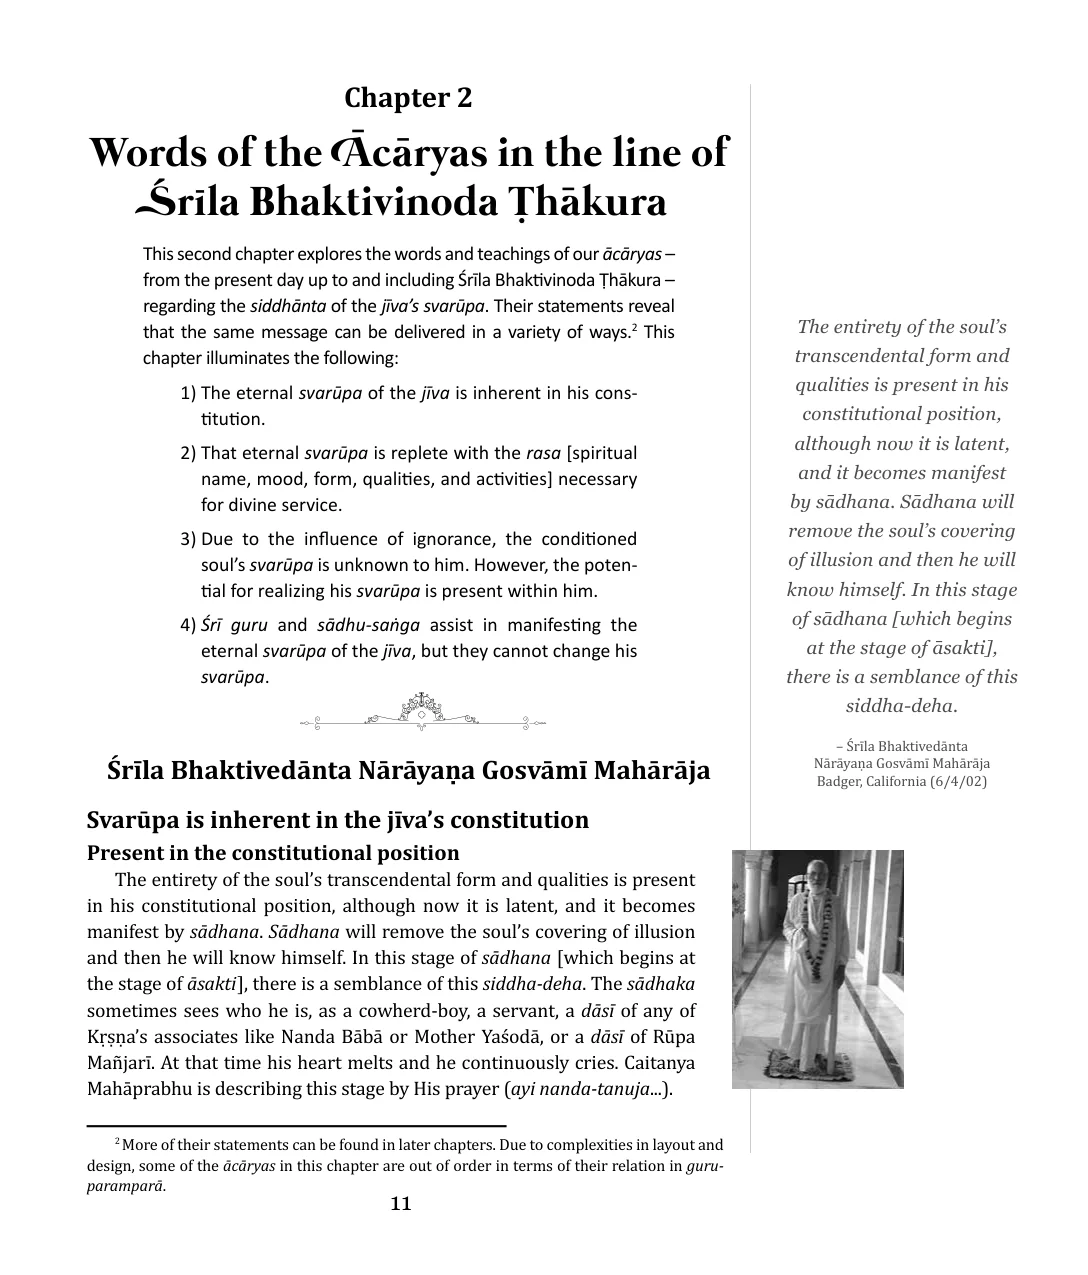 Chapter 2
Words of the Ācāryas in the line of
Śrīla Bhaktivinoda Ṭhākura
This second chapter explores the words and teachings of our ācāryas –
from the present day up to and including Śrīla Bhaktivinoda Ṭhākura –
regarding the siddhānta of the jīva’s svarūpa. Their statements reveal
that the same message can be delivered in a variety of ways.2 This
chapter illuminates the following:
1) The eternal svarūpa of the jīva is inherent in his cons-
titution.
2) That eternal svarūpa is replete with the rasa [spiritual
name, mood, form, qualities, and activities] necessary
for divine service.
3) Due to the influence of ignorance, the conditioned
soul’s svarūpa is unknown to him. However, the poten-
tial for realizing his svarūpa is present within him.
4) Śrī guru and sādhu-saṅga assist in manifesting the
eternal svarūpa of the jīva, but they cannot change his
svarūpa.
Śrīla Bhaktivedānta Nārāyaṇa Gosvāmī Mahārāja
Svarūpa is inherent in the jīva’s constitution
Present in the constitutional position
The entirety of the soul’s transcendental form and qualities is present
in his constitutional position, although now it is latent, and it becomes
manifest by sādhana. Sādhana will remove the soul’s covering of illusion
and then he will know himself. In this stage of sādhana [which begins at
the stage of āsakti], there is a semblance of this siddha-deha. The sādhaka
sometimes sees who he is, as a cowherd-boy, a servant, a dāsī of any of
Kṛṣṇa’s associates like Nanda Bābā or Mother Yaśodā, or a dāsī of Rūpa
Mañjarī. At that time his heart melts and he continuously cries. Caitanya
Mahāprabhu is describing this stage by His prayer (ayi nanda-tanuja...).
2 More of their statements can be found in later chapters. Due to complexities in layout and
design, some of the ācāryas in this chapter are out of order in terms of their relation in guru-
paramparā.
11
The entirety of the soul’s
transcendental form and
qualities is present in his
constitutional position,
although now it is latent,
and it becomes manifest
by sādhana. Sādhana will
remove the soul’s covering
of illusion and then he will
know himself. In this stage
of sādhana [which begins
at the stage of āsakti],
there is a semblance of this
siddha-deha.
– Śrīla Bhaktivedānta
Nārāyaṇa Gosvāmī Mahārāja
Badger, California (6/4/02)